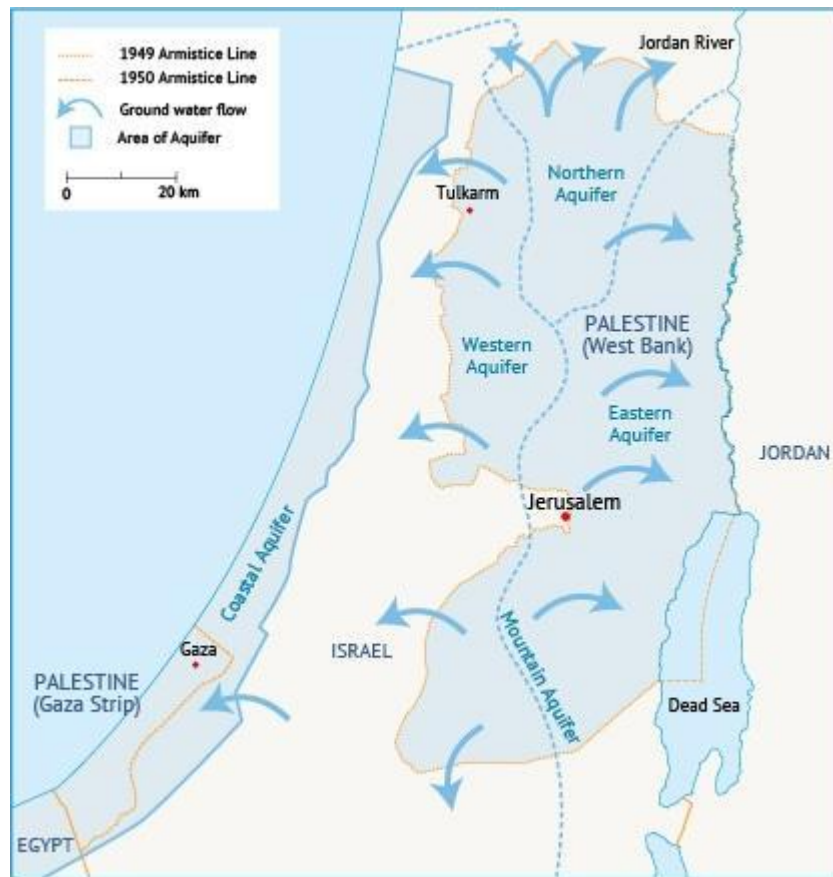 1949 Armistice Line
1950 Armistice Line
Ground water flow
Area of Aquifer
0
20 km
Jordan River
Northern
Aquifer
Tulkarm
PALESTINE
(West Bank)
Western
Aquifer
Eastern
Aquifer
JORDAN
Jerusalem
Coastal Aquifer
Gaza
ISRAEL
Mountain Aquifer
PALESTINE
(Gaza Strip)
Dead Sea
EGYPT